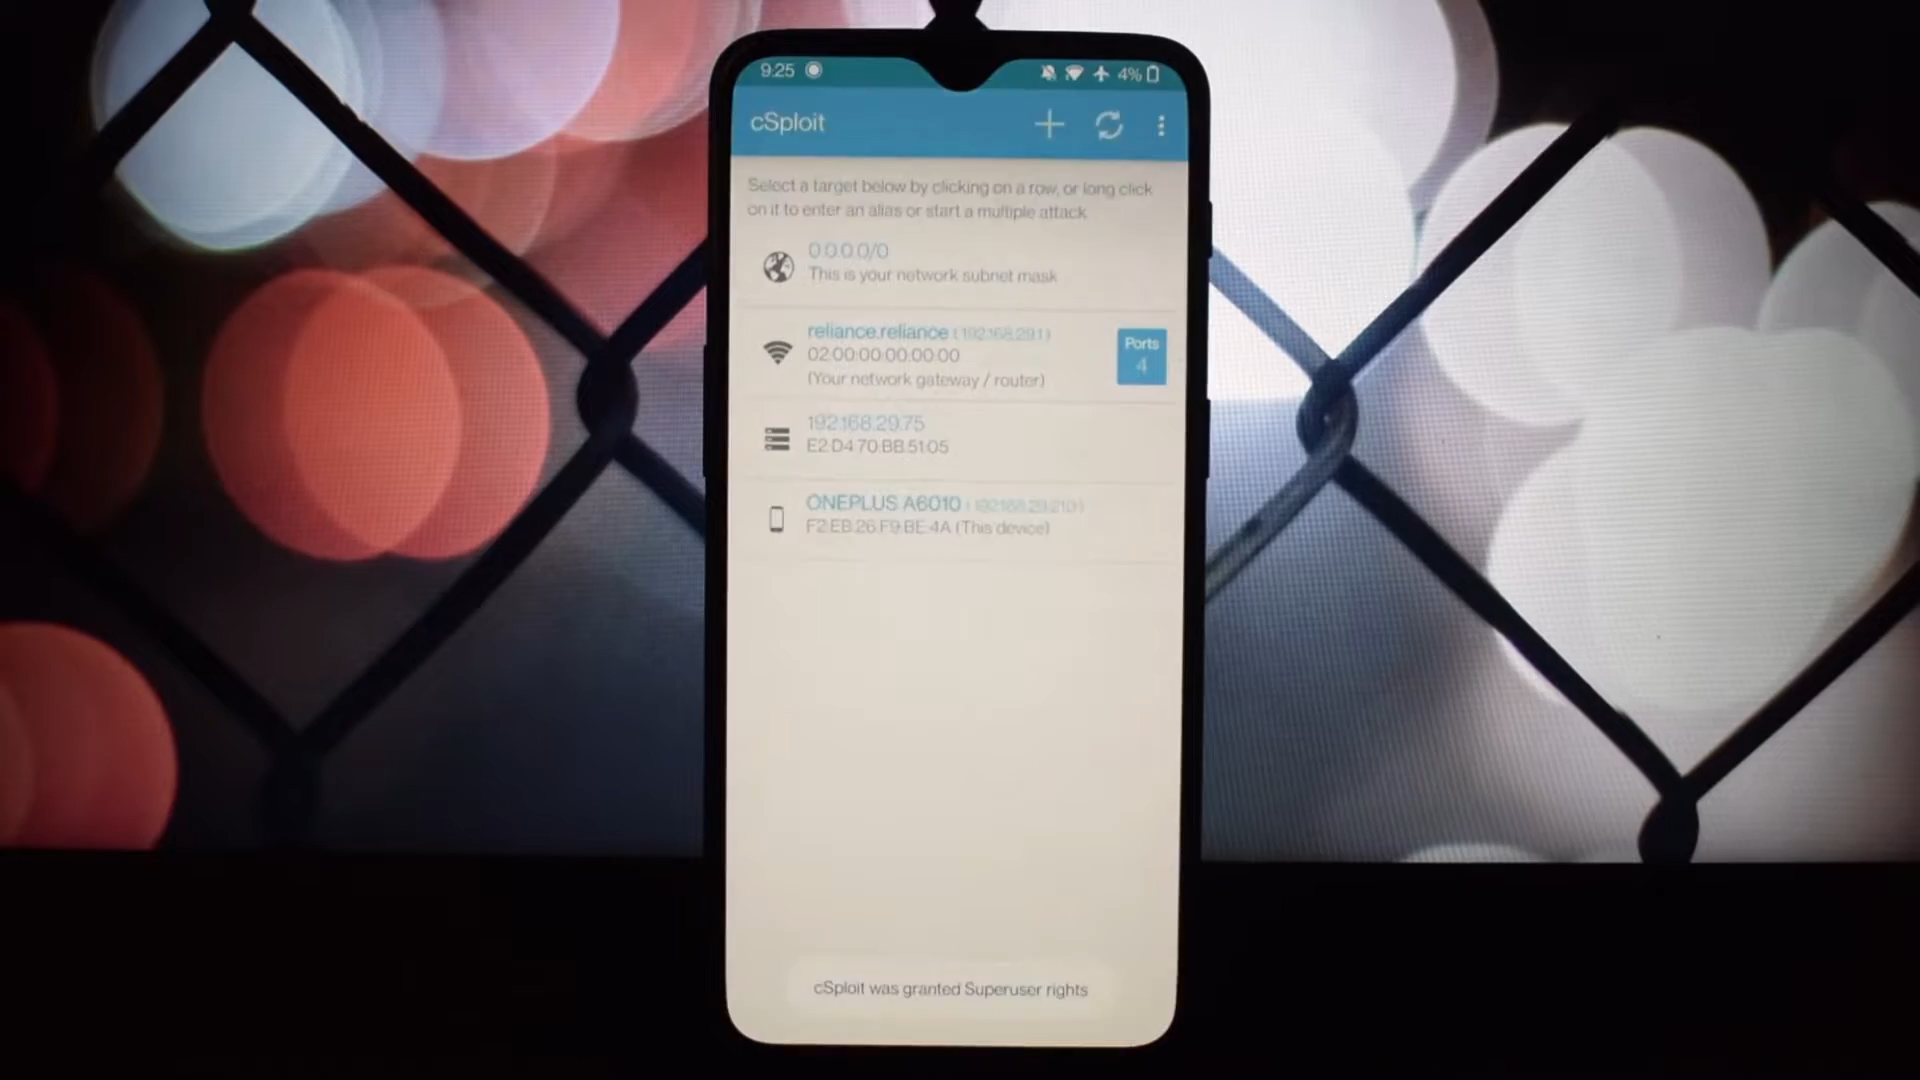 9:25
4%
cSploit
Select a target below by clicking on a row, or long click
on it to enter an alias or start a multiple attack
0.0.0.0/0
This is your network subnet mask
reliance.reliance ( 192.168.29.1 )
02:00:00:00:00:00
(Your network gateway / router)
Ports
4
192.168.29.75
E2:D4:70:BB:51:05
ONEPLUS A6010 ( 192.168.29.210 )
F2:EB:26:F9:BE:4A (This device)
cSploit was granted Superuser rights